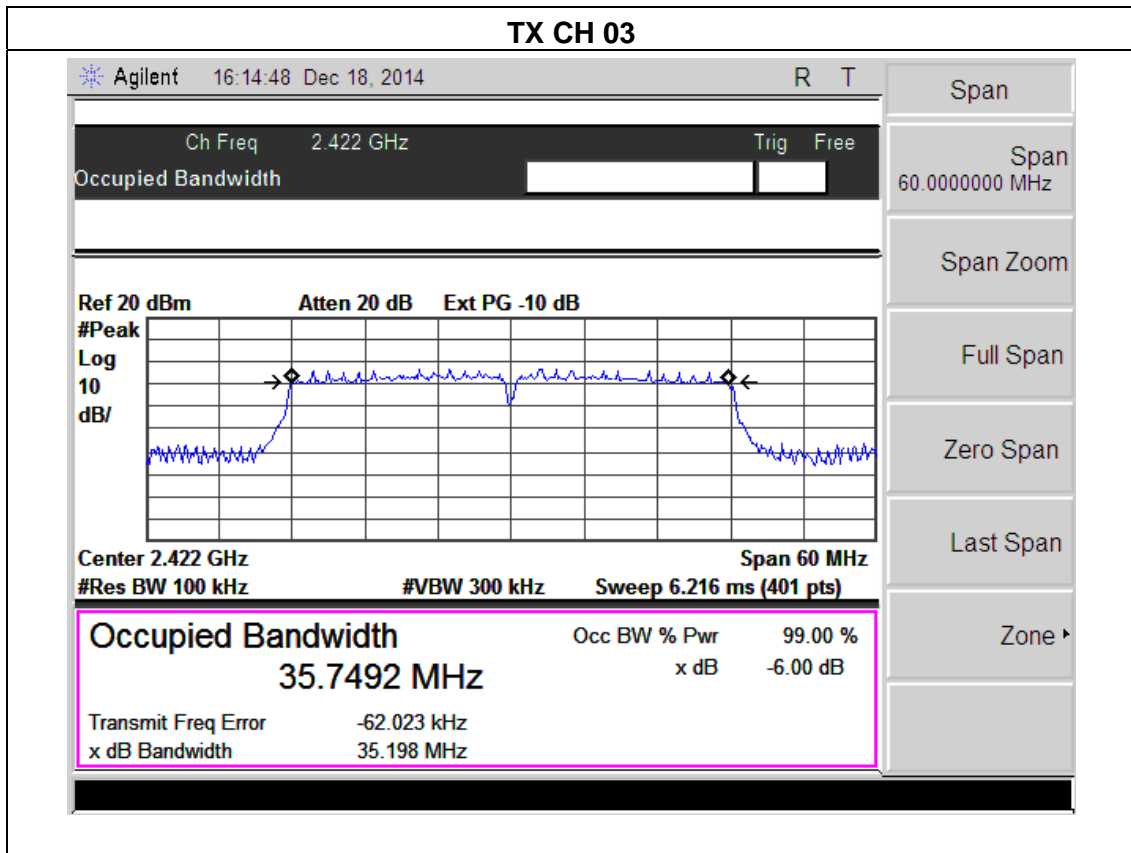 TX CH 03
Agilent 16:14:48 Dec 18, 2014 R T
Span
Ch Freq 2.422 GHz Trig Free
Occupied Bandwidth
Span
60.0000000 MHz
Span Zoom
Full Span
Zero Span
Last Span
Zone
Ref 20 dBm Atten 20 dB Ext PG -10 dB
#Peak
Log
10
dB/
Center 2.422 GHz Span 60 MHz
#Res BW 100 kHz #VBW 300 kHz Sweep 6.216 ms (401 pts)
Occupied Bandwidth Occ BW % Pwr 99.00 %
35.7492 MHz x dB -6.00 dB
Transmit Freq Error -62.023 kHz
x dB Bandwidth 35.198 MHz